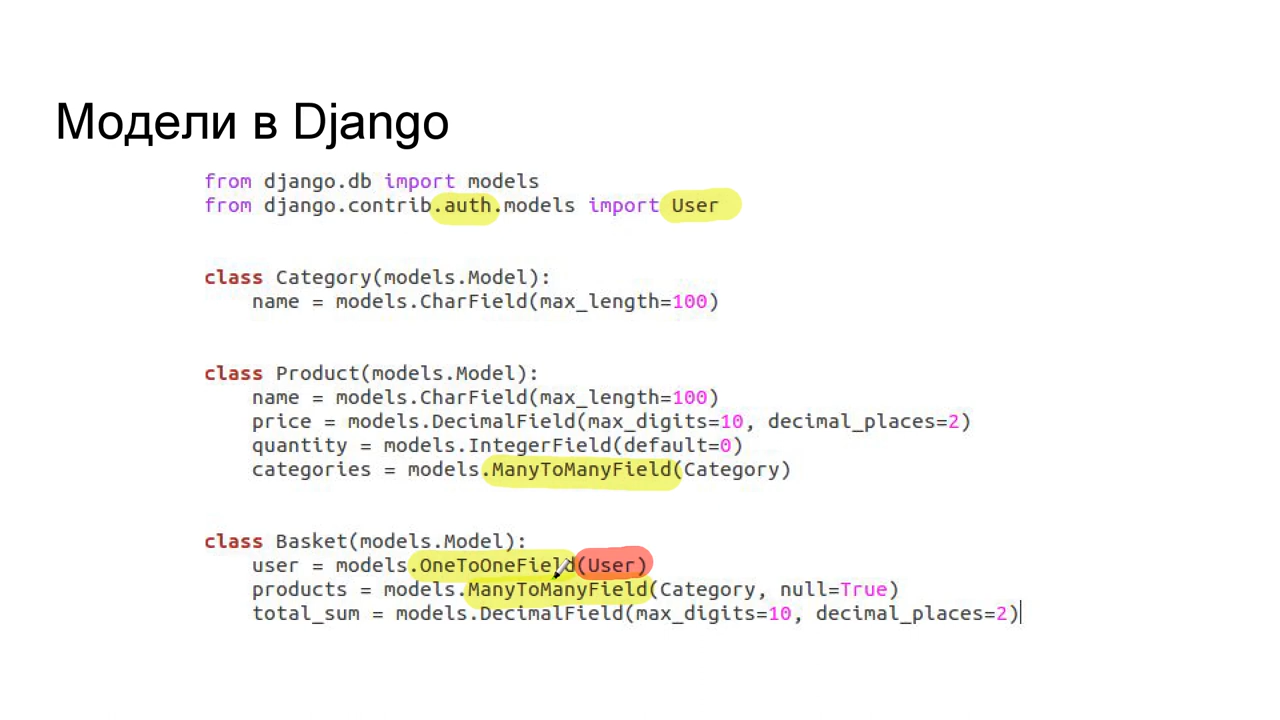 Модели в Django
from django.db import models
from django.contrib.auth.models import User
class Category(models.Model):
    name = models.CharField(max_length=100)
class Product(models.Model):
    name = models.CharField(max_length=100)
    price = models.DecimalField(max_digits=10, decimal_places=2)
    quantity = models.IntegerField(default=0)
    categories = models.ManyToManyField(Category)
class Basket(models.Model):
    user = models.OneToOneField(User)
    products = models.ManyToManyField(Category, null=True)
    total_sum = models.DecimalField(max_digits=10, decimal_places=2)